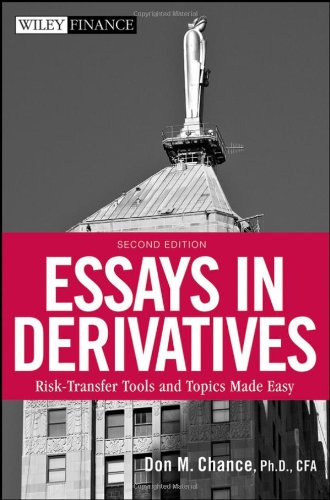 WILEY FINANCE
SECOND EDITION
ESSAYS IN
DERIVATIVES
Risk-Transfer Tools and Topics Made Easy
Don M. Chance, Ph.D., CFA